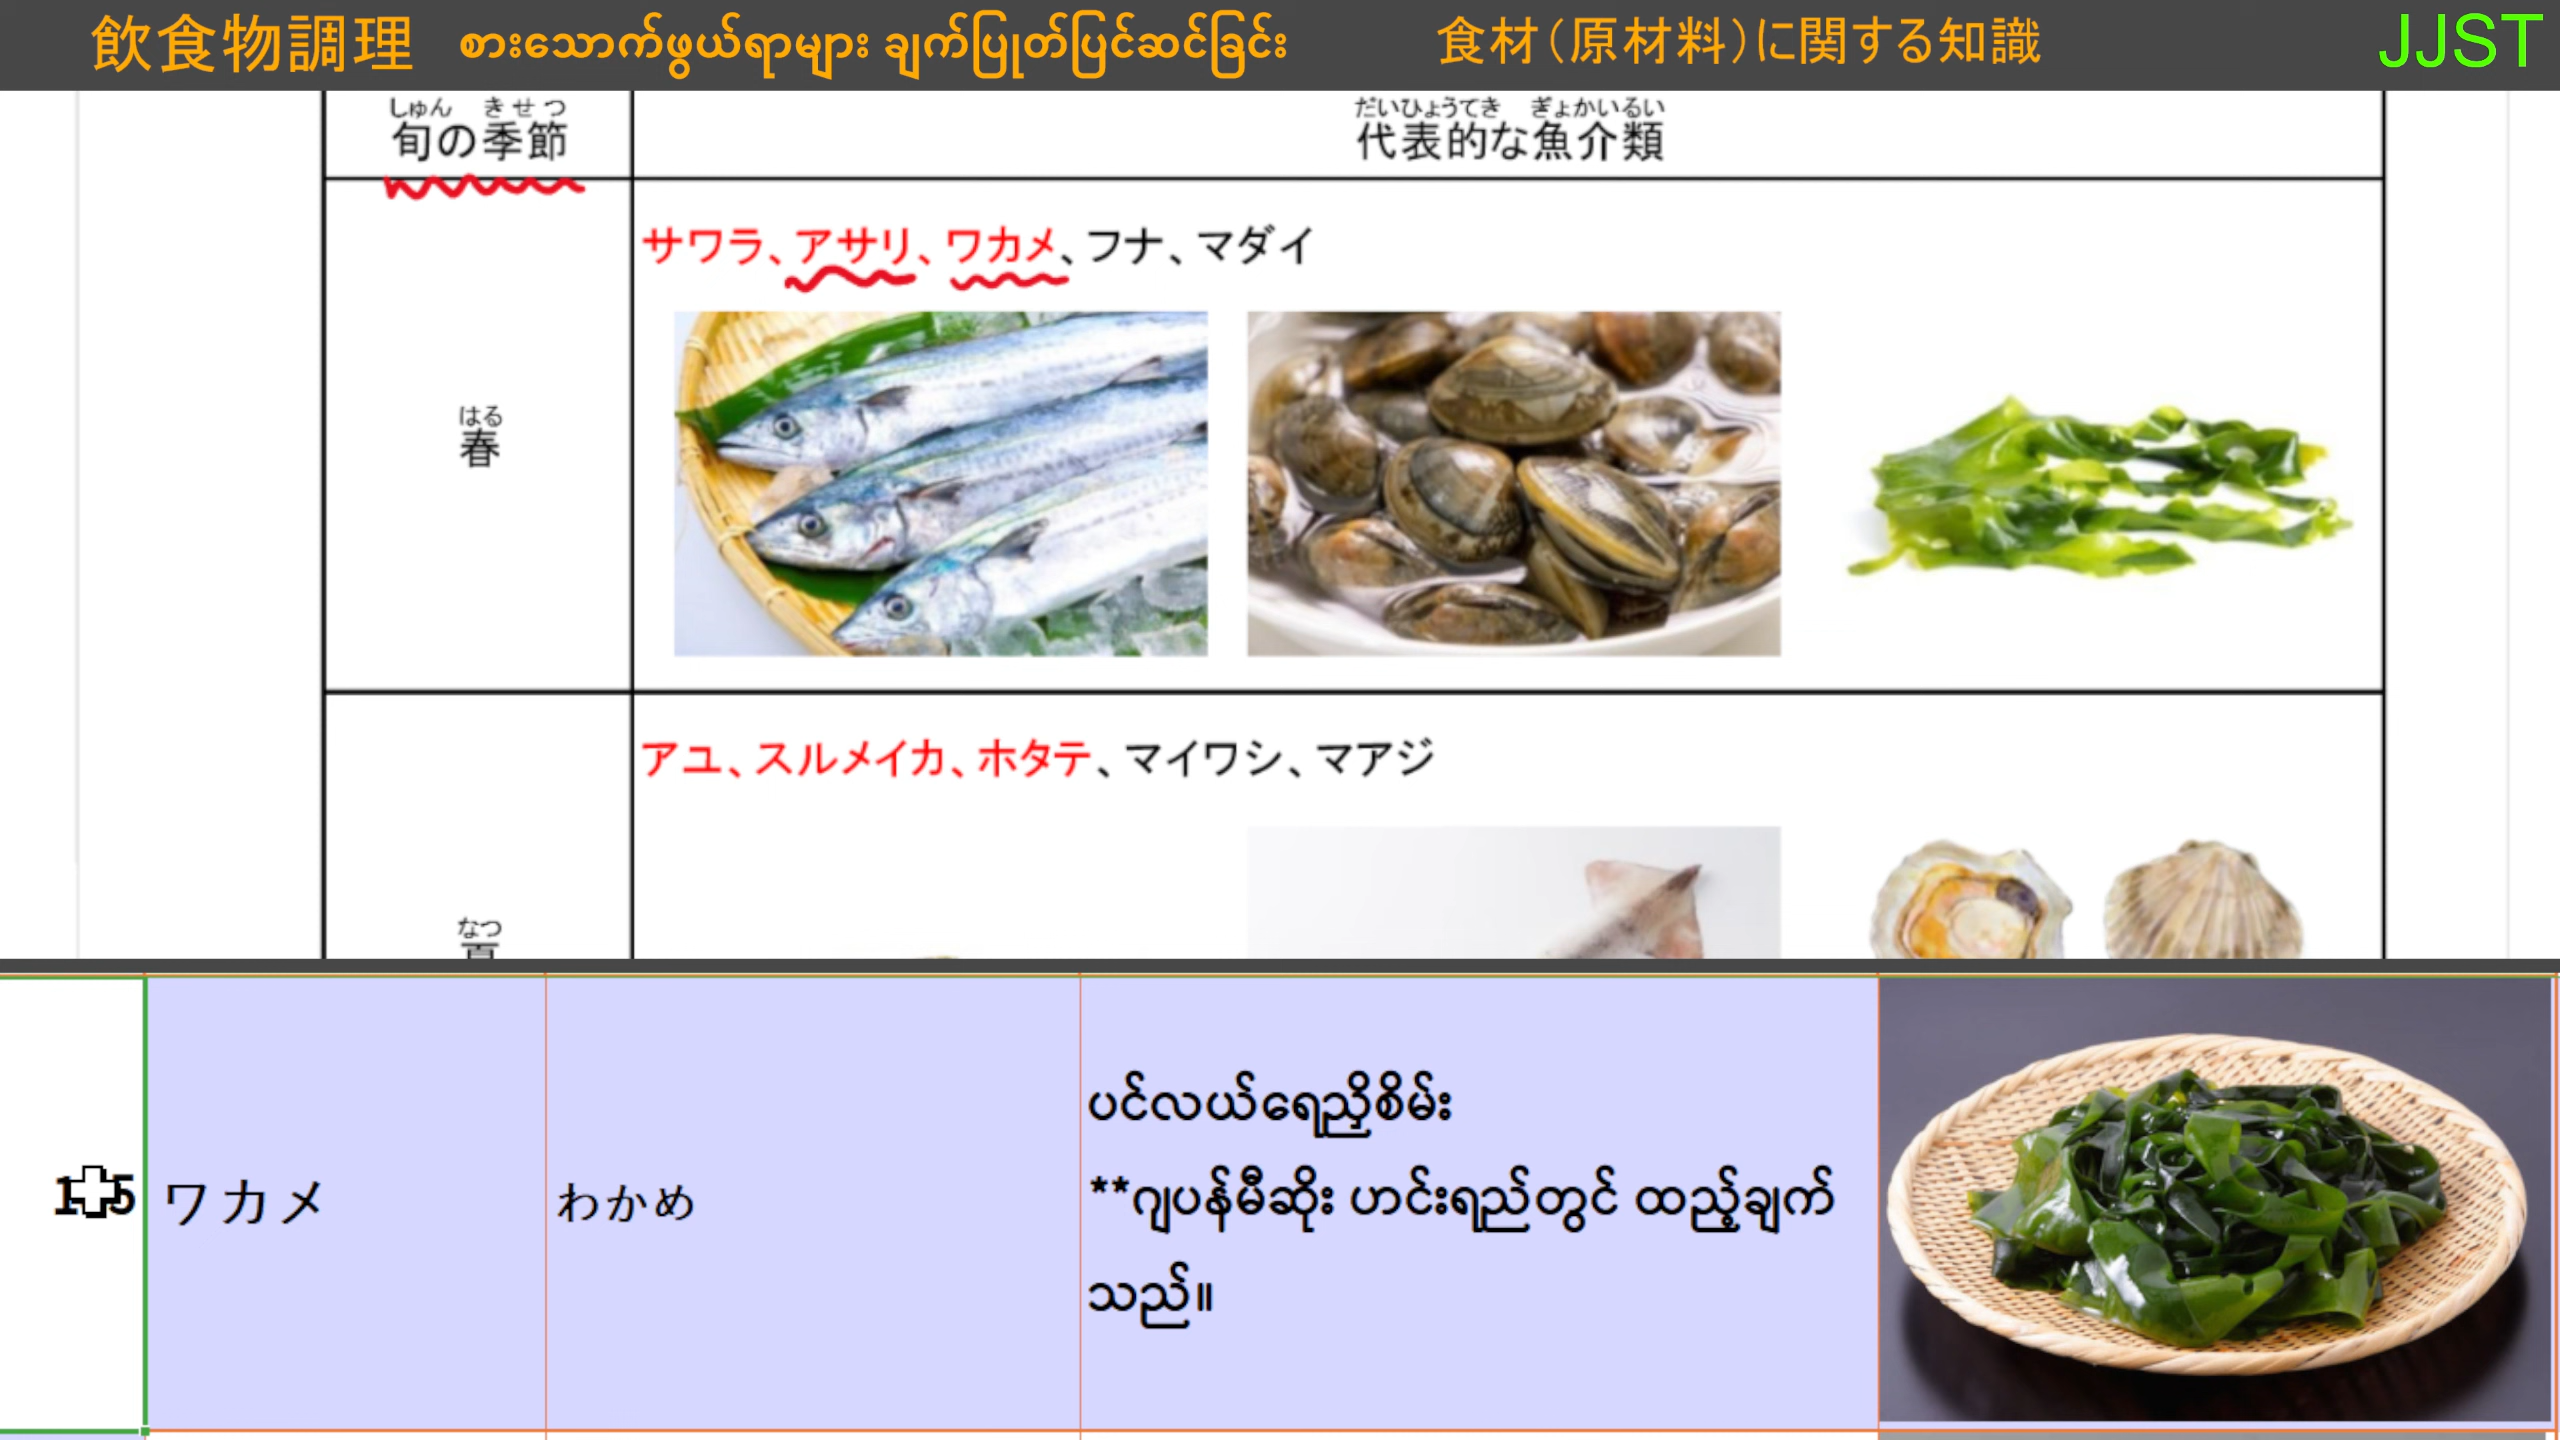 飲食物調理 စားသောက်ဖွယ်ရာများ ချက်ပြုတ်ပြင်ဆင်ခြင်း 食材(原材料)に関する知識 JJST
しゅん きせつ だいひょうてき ぎょかいるい
旬の季節 代表的な魚介類
サワラ、アサリ、ワカメ、フナ、マダイ
はる
春
アユ、スルメイカ、ホタテ、マイワシ、マアジ
なつ
ワカメ わかめ ပင်လယ်ရေညှိစိမ်း
**ဂျပန်မီဆိုး ဟင်းရည်တွင် ထည့်ချက်
သည်။